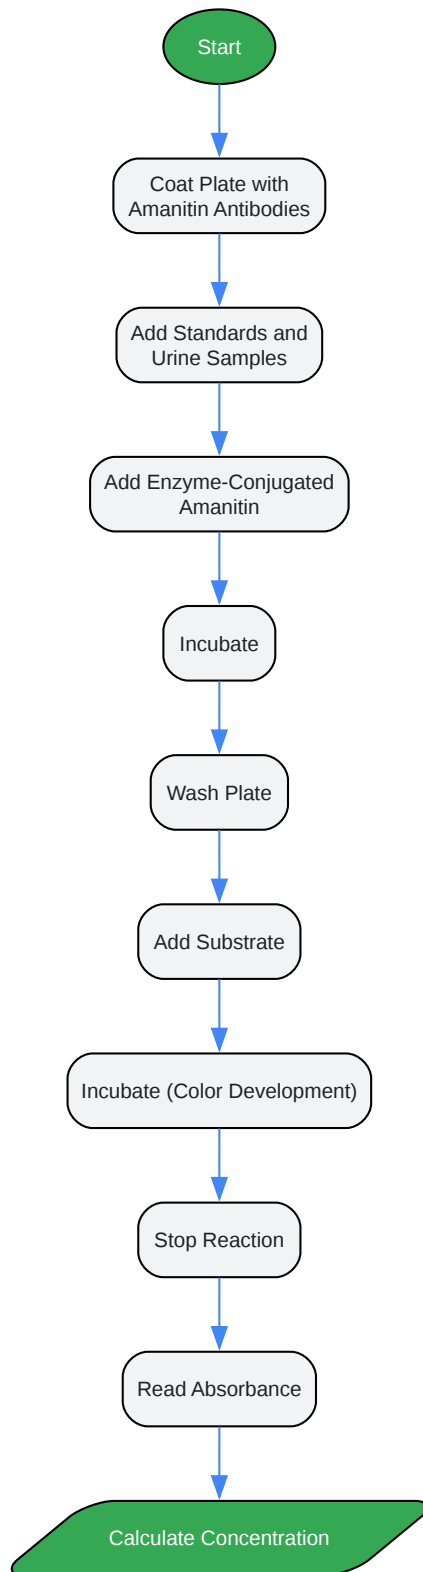 Start
Coat Plate with
Amanitin Antibodies
Add Standards and
Urine Samples
Add Enzyme-Conjugated
Amanitin
Incubate
Wash Plate
Add Substrate
Incubate (Color Development)
Stop Reaction
Read Absorbance
Calculate Concentration